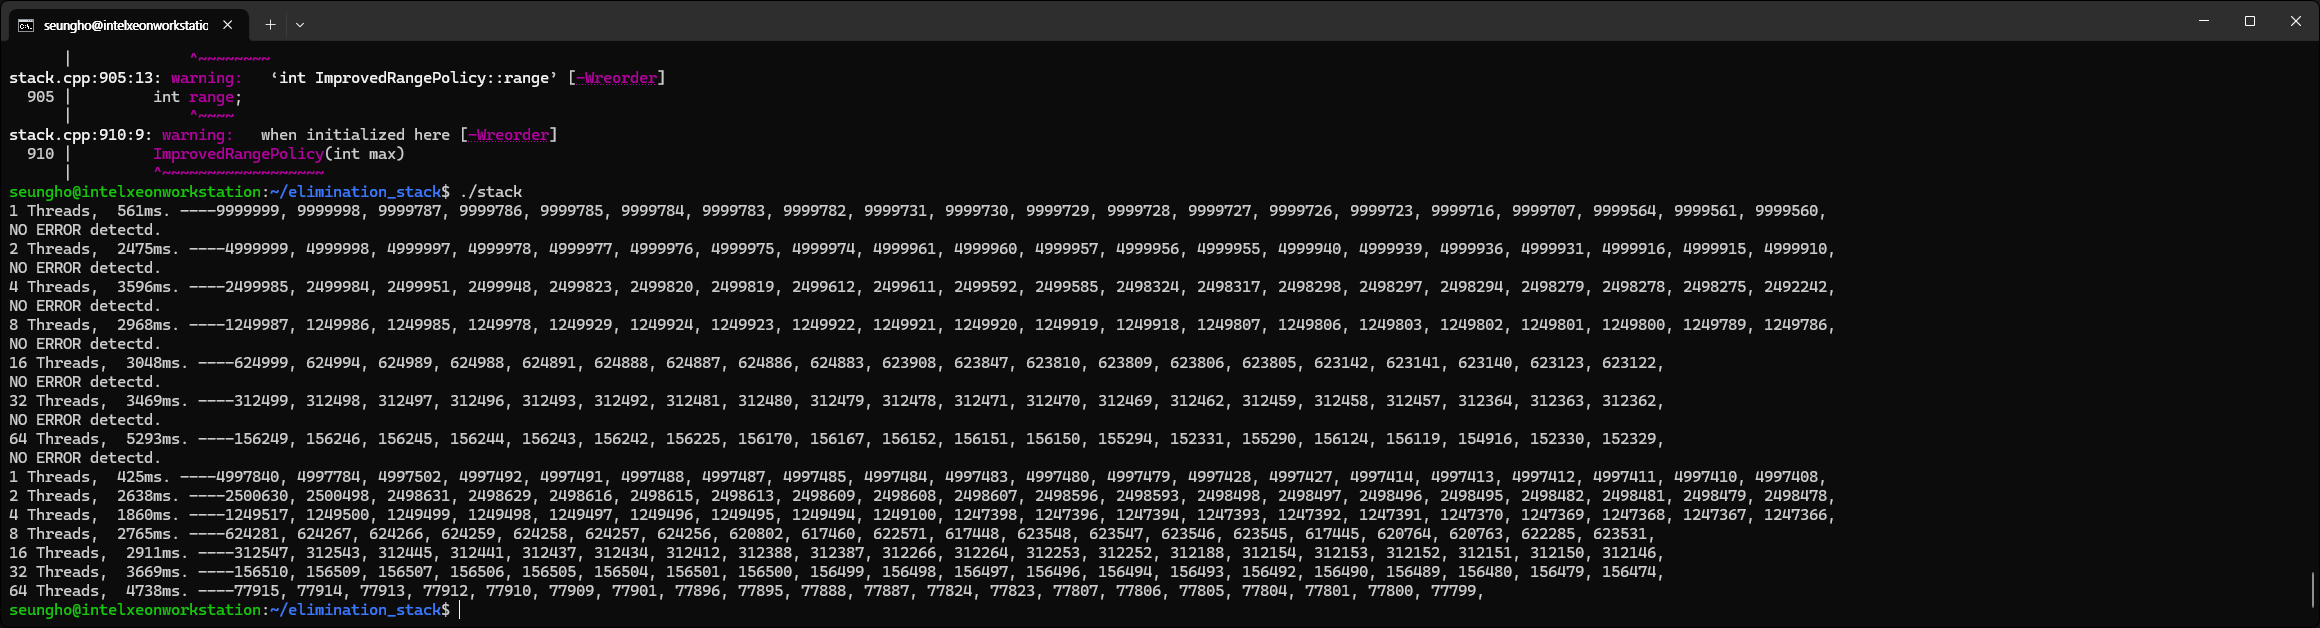 seungho@intelxeonworkstatio
      |             ^~~~~~~~~
stack.cpp:905:13: warning:   ‘int ImprovedRangePolicy::range’ [-Wreorder]
  905 |         int range;
      |             ^~~~~
stack.cpp:910:9: warning:   when initialized here [-Wreorder]
  910 |         ImprovedRangePolicy(int max)
      |         ^~~~~~~~~~~~~~~~~~~
seungho@intelxeonworkstation:~/elimination_stack$ ./stack
1 Threads,  561ms. ----9999999, 9999998, 9999787, 9999786, 9999785, 9999784, 9999783, 9999782, 9999731, 9999730, 9999729, 9999728, 9999727, 9999726, 9999723, 9999716, 9999707, 9999564, 9999561, 9999560,
NO ERROR detectd.
2 Threads,  2475ms. ----4999999, 4999998, 4999997, 4999978, 4999977, 4999976, 4999975, 4999974, 4999961, 4999960, 4999957, 4999956, 4999955, 4999940, 4999939, 4999936, 4999931, 4999916, 4999915, 4999910,
NO ERROR detectd.
4 Threads,  3596ms. ----2499985, 2499984, 2499951, 2499948, 2499823, 2499820, 2499819, 2499612, 2499611, 2499592, 2499585, 2498324, 2498317, 2498298, 2498297, 2498294, 2498279, 2498278, 2498275, 2492242,
NO ERROR detectd.
8 Threads,  2968ms. ----1249987, 1249986, 1249985, 1249978, 1249929, 1249924, 1249923, 1249922, 1249921, 1249920, 1249919, 1249918, 1249807, 1249806, 1249803, 1249802, 1249801, 1249800, 1249789, 1249786,
NO ERROR detectd.
16 Threads,  3048ms. ----624999, 624994, 624989, 624988, 624891, 624888, 624887, 624886, 624883, 623908, 623847, 623810, 623809, 623806, 623805, 623142, 623141, 623140, 623123, 623122,
NO ERROR detectd.
32 Threads,  3469ms. ----312499, 312498, 312497, 312496, 312493, 312492, 312481, 312480, 312479, 312478, 312471, 312470, 312469, 312462, 312459, 312458, 312457, 312364, 312363, 312362,
NO ERROR detectd.
64 Threads,  5293ms. ----156249, 156246, 156245, 156244, 156243, 156242, 156225, 156170, 156167, 156152, 156151, 156150, 155294, 152331, 155290, 156124, 156119, 154916, 152330, 152329,
NO ERROR detectd.
1 Threads,  425ms. ----4997840, 4997784, 4997502, 4997492, 4997491, 4997488, 4997487, 4997485, 4997484, 4997483, 4997480, 4997479, 4997428, 4997427, 4997414, 4997413, 4997412, 4997411, 4997410, 4997408,
2 Threads,  2638ms. ----2500630, 2500498, 2498631, 2498629, 2498616, 2498615, 2498613, 2498609, 2498608, 2498607, 2498596, 2498593, 2498498, 2498497, 2498496, 2498495, 2498482, 2498481, 2498479, 2498478,
4 Threads,  1860ms. ----1249517, 1249500, 1249499, 1249498, 1249497, 1249496, 1249495, 1249494, 1249100, 1247398, 1247396, 1247394, 1247393, 1247392, 1247391, 1247370, 1247369, 1247368, 1247367, 1247366,
8 Threads,  2765ms. ----624281, 624267, 624266, 624259, 624258, 624257, 624256, 620802, 617460, 622571, 617448, 623548, 623547, 623546, 623545, 617445, 620764, 620763, 622285, 623531,
16 Threads,  2911ms. ----312547, 312543, 312445, 312441, 312437, 312434, 312412, 312388, 312387, 312266, 312264, 312253, 312252, 312188, 312154, 312153, 312152, 312151, 312150, 312146,
32 Threads,  3669ms. ----156510, 156509, 156507, 156506, 156505, 156504, 156501, 156500, 156499, 156498, 156497, 156496, 156494, 156493, 156492, 156490, 156489, 156480, 156479, 156474,
64 Threads,  4738ms. ----77915, 77914, 77913, 77912, 77910, 77909, 77901, 77896, 77895, 77888, 77887, 77824, 77823, 77807, 77806, 77805, 77804, 77801, 77800, 77799,
seungho@intelxeonworkstation:~/elimination_stack$